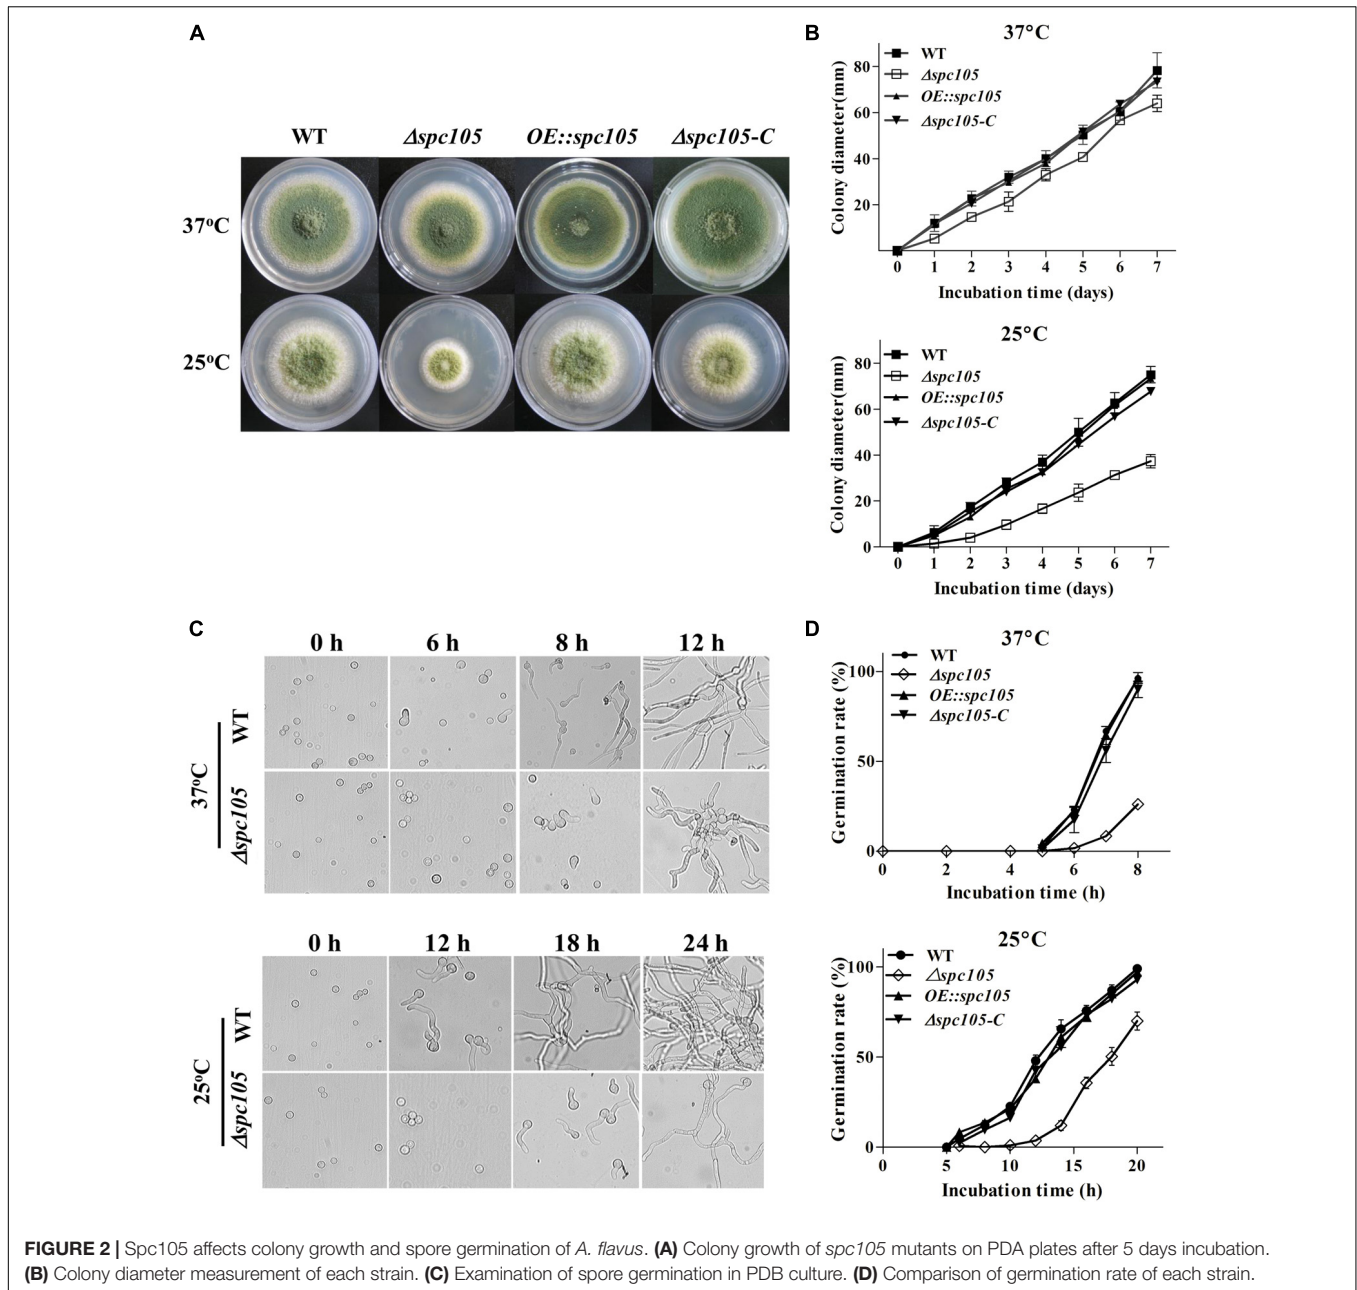 A
WT Δspc105 OE::spc105 Δspc105-C
37°C
25°C
B
37°C
WT
Δspc105
OE::spc105
Δspc105-C
Colony diameter(mm)
80
60
40
20
0 1 2 3 4 5 6 7
Incubation time (days)
25°C
WT
Δspc105
OE::spc105
Δspc105-C
Colony diameter(mm)
80
60
40
20
0
0 1 2 3 4 5 6 7
Incubation time (days)
C
0 h 6 h 8 h 12 h
37°C
WT
Δspc105
0 h 12 h 18 h 24 h
25°C
WT
Δspc105
D
37°C
WT
Δspc105
OE::spc105
Δspc105-C
Germination rate (%)
100
50
0
0 2 4 6 8
Incubation time (h)
25°C
WT
△spc105
OE::spc105
Δspc105-C
Germination rate (%)
100
50
0
0 5 10 15 20
Incubation time (h)
FIGURE 2 | Spc105 affects colony growth and spore germination of A. flavus. (A) Colony growth of spc105 mutants on PDA plates after 5 days incubation.
(B) Colony diameter measurement of each strain. (C) Examination of spore germination in PDB culture. (D) Comparison of germination rate of each strain.